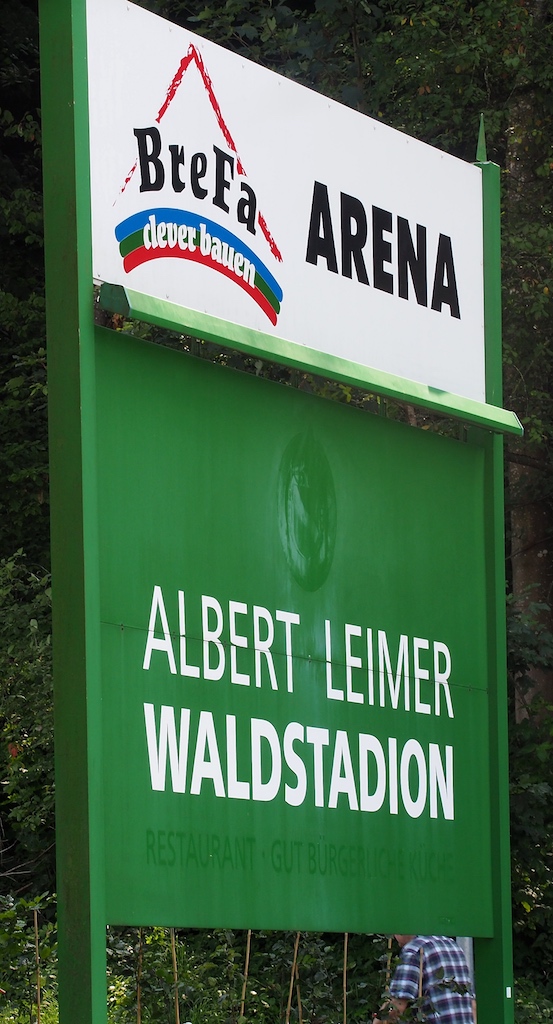 BreFa
clever bauen
ARENA
ALBERT LEIMER
WALDSTADION
RESTAURANT · GUT BÜRGERLICHE KÜCHE